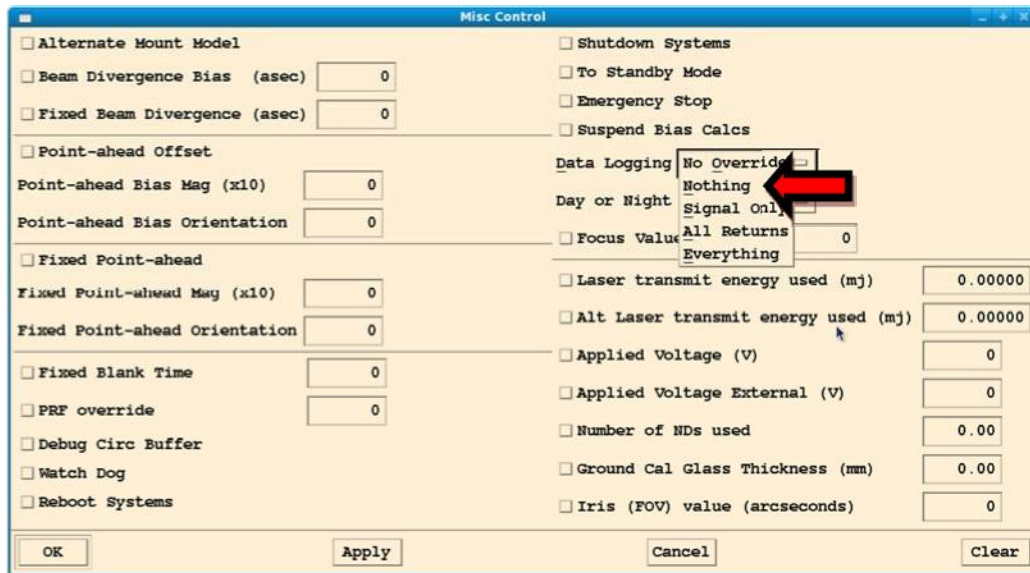 Misc Control
Alternate Mount Model
Beam Divergence Bias (asec) 0
Fixed Beam Divergence (asec) 0
Point-ahead Offset
Point-ahead Bias Mag (x10) 0
Point-ahead Bias Orientation 0
Fixed Point-ahead
Fixed Point-ahead Mag (x10) 0
Fixed Point-ahead Orientation 0
Fixed Blank Time 0
PRF override 0
Debug Circ Buffer
Watch Dog
Reboot Systems
Shutdown Systems
To Standby Mode
Emergency Stop
Suspend Bias Calcs
Data Logging No Override
Nothing
Day or Night
Signal Only
All Returns
Focus Value 0
Everything
Laser transmit energy used (mj) 0.00000
Alt Laser transmit energy used (mj) 0.00000
Applied Voltage (V) 0
Applied Voltage External (V) 0
Number of NDs used 0.00
Ground Cal Glass Thickness (mm) 0.00
Iris (FOV) value (arcseconds) 0
OK Apply Cancel Clear